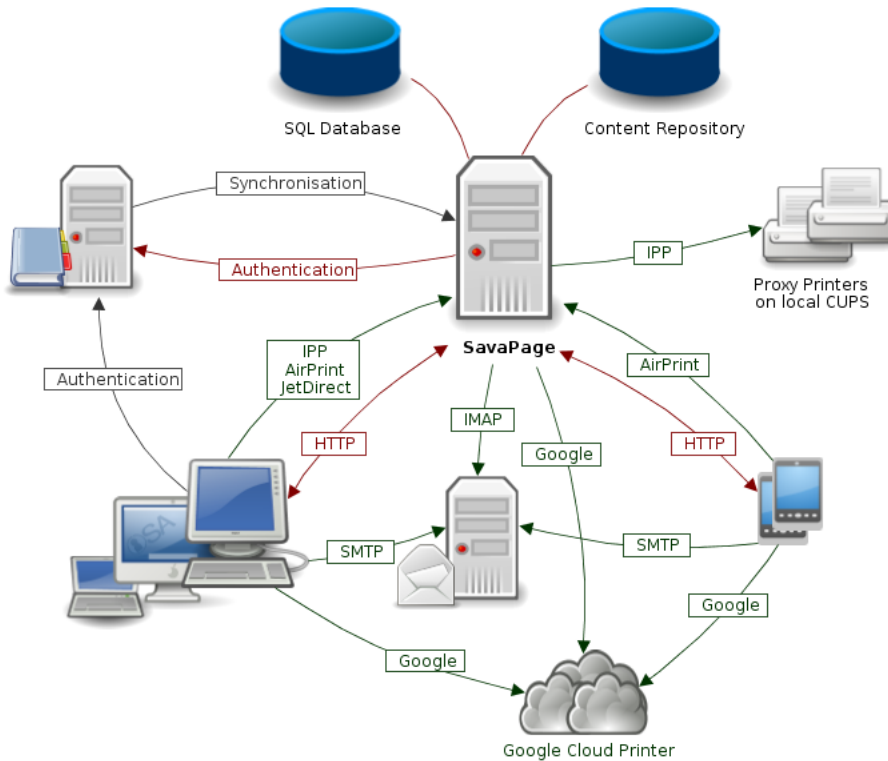 SQL Database
Content Repository
Synchronisation
Authentication
IPP
Proxy Printers
on local CUPS
SavaPage
IPP
AirPrint
JetDirect
AirPrint
Authentication
HTTP
IMAP
Google
HTTP
SMTP
SMTP
Google
Google
Google Cloud Printer